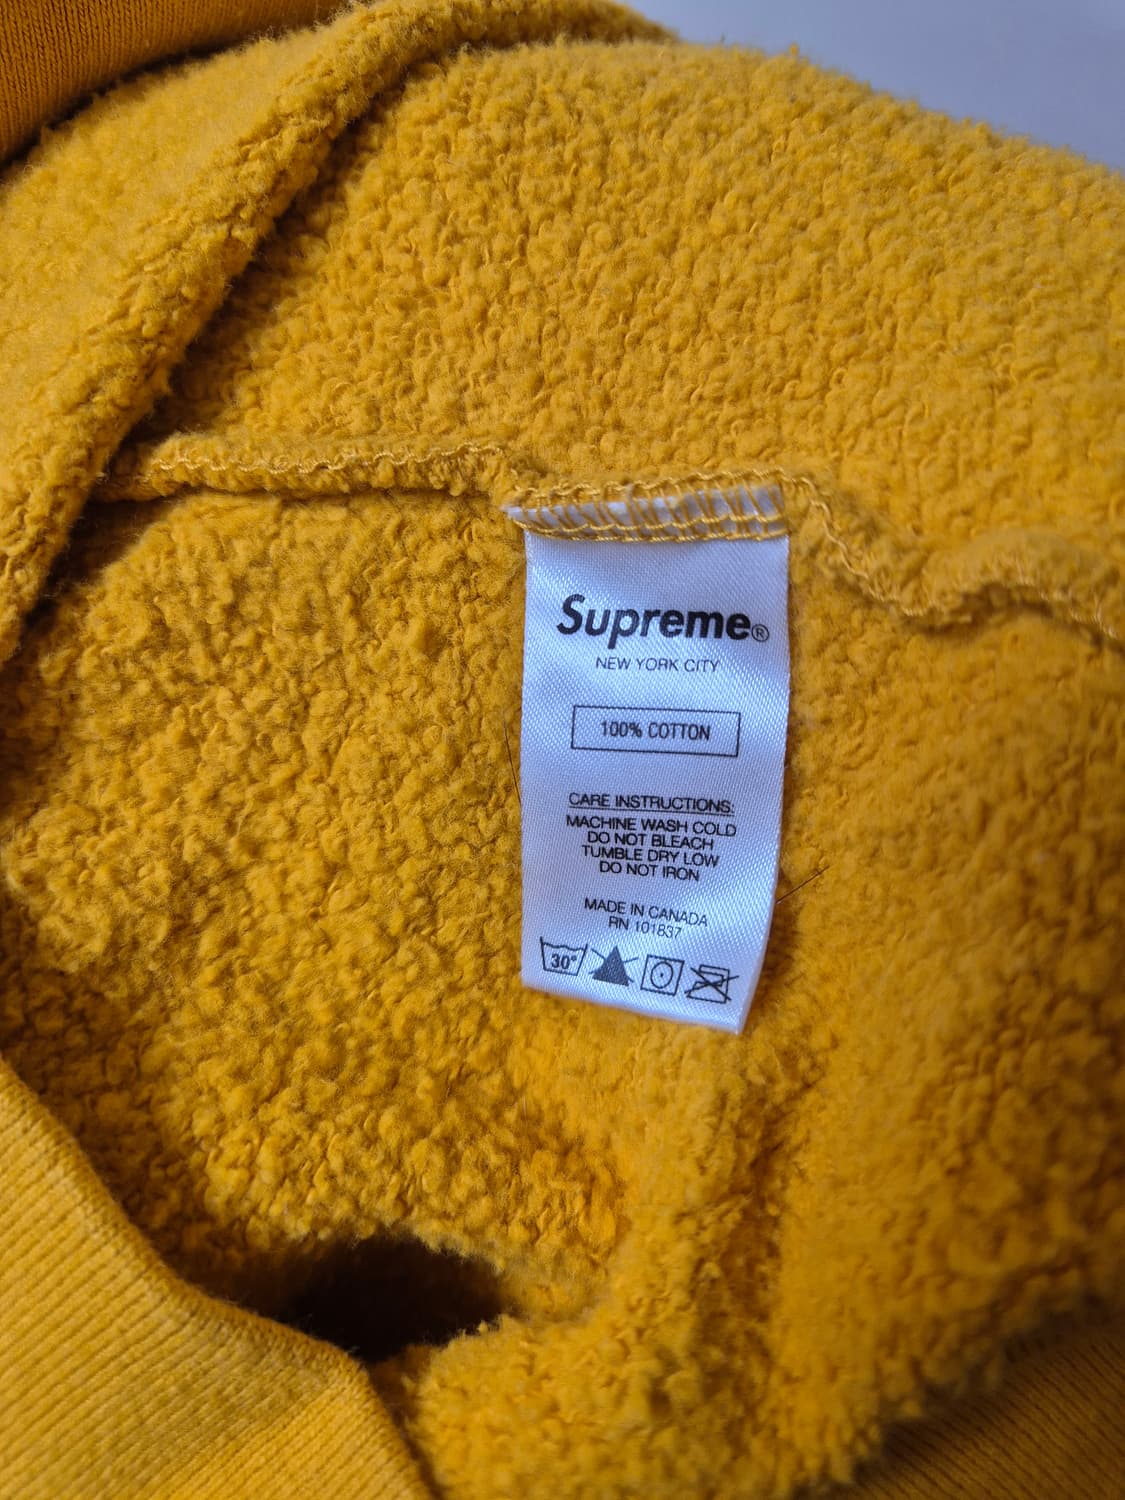 Supreme®
NEW YORK CITY
100% COTTON
CARE INSTRUCTIONS:
MACHINE WASH COLD
DO NOT BLEACH
TUMBLE DRY LOW
DO NOT IRON
MADE IN CANADA
RN 101837
30°